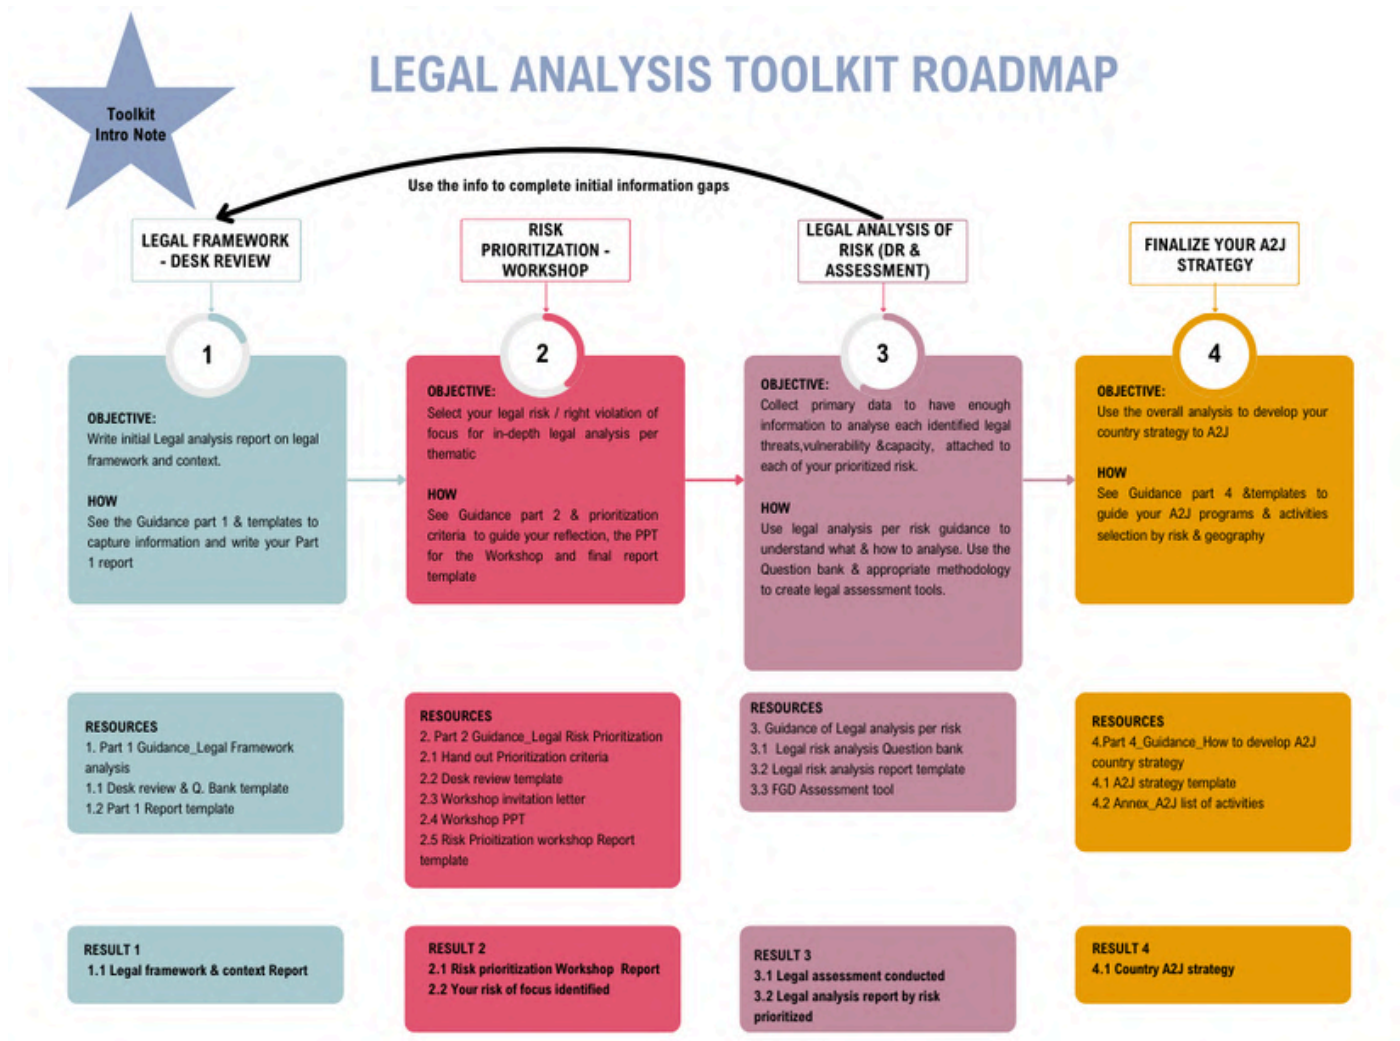 LEGAL ANALYSIS TOOLKIT ROADMAP
Toolkit
Intro Note
Use the info to complete initial information gaps
LEGAL FRAMEWORK
- DESK REVIEW
1
OBJECTIVE:
Write initial Legal analysis report on legal
framework and context.
HOW
See the Guidance part 1 & templates to
capture information and write your Part
1 report
RISK
PRIORITIZATION -
WORKSHOP
2
OBJECTIVE:
Select your legal risk / right violation of
focus for in-depth legal analysis per
thematic
HOW
See Guidance part 2 & prioritization
criteria to guide your reflection, the PPT
for the Workshop and final report
template
LEGAL ANALYSIS OF
RISK (DR &
ASSESSMENT)
3
OBJECTIVE:
Collect primary data to have enough
information to analyse each identified legal
threats,vulnerability &capacity, attached to
each of your prioritized risk.
HOW
Use legal analysis per risk guidance to
understand what & how to analyse. Use the
Question bank & appropriate methodology
to create legal assessment tools.
FINALIZE YOUR A2J
STRATEGY
4
OBJECTIVE:
Use the overall analysis to develop your
country strategy to A2J
HOW
See Guidance part 4 &templates to
guide your A2J programs & activities
selection by risk & geography
RESOURCES
1. Part 1 Guidance_Legal Framework
analysis
1.1 Desk review & Q. Bank template
1.2 Part 1 Report template
RESOURCES
2. Part 2 Guidance_Legal Risk Prioritization
2.1 Hand out Prioritization criteria
2.2 Desk review template
2.3 Workshop invitation letter
2.4 Workshop PPT
2.5 Risk Prioitization workshop Report
template
RESOURCES
3. Guidance of Legal analysis per risk
3.1 Legal risk analysis Question bank
3.2 Legal risk analysis report template
3.3 FGD Assessment tool
RESOURCES
4.Part 4_Guidance_How to develop A2J
country strategy
4.1 A2J strategy template
4.2 Annex_A2J list of activities
RESULT 1
1.1 Legal framework & context Report
RESULT 2
2.1 Risk prioritization Workshop Report
2.2 Your risk of focus identified
RESULT 3
3.1 Legal assessment conducted
3.2 Legal analysis report by risk
prioritized
RESULT 4
4.1 Country A2J strategy